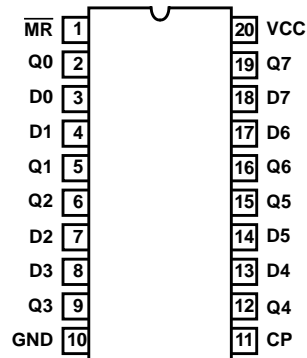 M̅R̅ 1 20 VCC
Q0 2 19 Q7
D0 3 18 D7
D1 4 17 D6
Q1 5 16 Q6
Q2 6 15 Q5
D2 7 14 D5
D3 8 13 D4
Q3 9 12 Q4
GND 10 11 CP